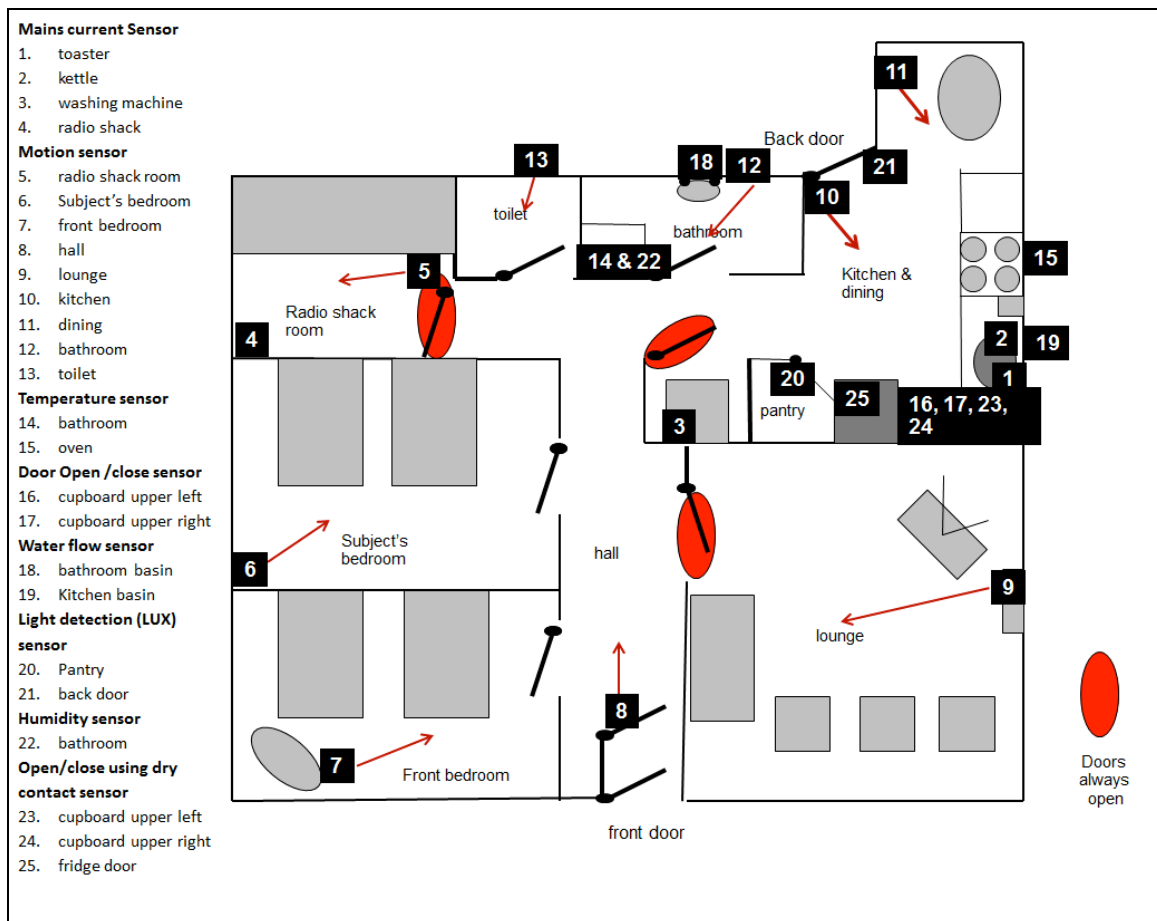 Mains current Sensor
1. toaster
2. kettle
3. washing machine
4. radio shack
Motion sensor
5. radio shack room
6. Subject's bedroom
7. front bedroom
8. hall
9. lounge
10. kitchen
11. dining
12. bathroom
13. toilet
Temperature sensor
14. bathroom
15. oven
Door Open /close sensor
16. cupboard upper left
17. cupboard upper right
Water flow sensor
18. bathroom basin
19. Kitchen basin
Light detection (LUX)
sensor
20. Pantry
21. back door
Humidity sensor
22. bathroom
Open/close using dry
contact sensor
23. cupboard upper left
24. cupboard upper right
25. fridge door
11
Back door
13
18
12
21
10
toilet
bathroom
14 & 22
15
Kitchen &
dining
5
Radio shack
room
4
2
19
1
20
pantry
25
16, 17, 23,
24
3
Subject's
bedroom
6
hall
9
lounge
8
7
Front bedroom
front door
Doors
always
open